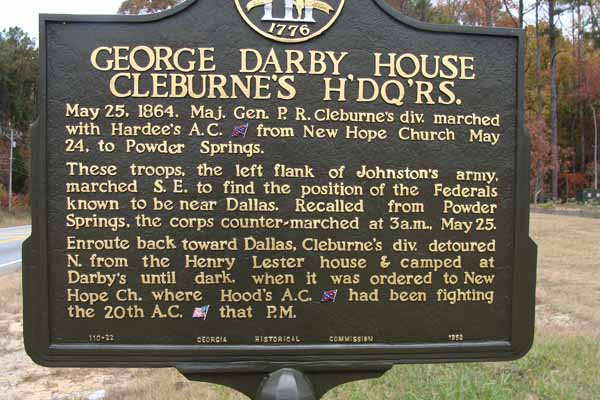 1776
GEORGE DARBY HOUSE
CLEBURNE'S H'DQ'RS.
May 25, 1864. Maj. Gen. P. R. Cleburne's div. marched
with Hardee's A.C. from New Hope Church May
24, to Powder Springs.
These troops, the left flank of Johnston's army,
marched S. E. to find the position of the Federals
known to be near Dallas. Recalled from Powder
Springs, the corps counter-marched at 3a.m., May 25.
Enroute back toward Dallas, Cleburne's div. detoured
N. from the Henry Lester house & camped at
Darby's until dark, when it was ordered to New
Hope Ch. where Hood's A.C. had been fighting
the 20th A.C. that P.M.
110-22 GEORGIA HISTORICAL COMMISSION 1953